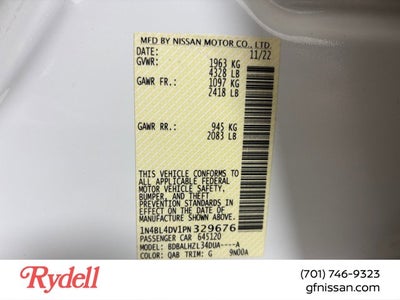 MFD BY NISSAN MOTOR CO., LTD.
DATE: 11/22
GVWR: 1963 KG
4328 LB
GAWR FR.: 1097 KG
2418 LB
GAWR RR.: 945 KG
2083 LB
THIS VEHICLE CONFORMS TO
ALL APPLICABLE FEDERAL
MOTOR VEHICLE SAFETY,
BUMPER, AND THEFT
PREVENTION STANDARDS
IN EFFECT ON THE DATE OF
MANUFACTURE SHOWN ABOVE.
1N4BL4DV1PN 329676
PASSENGER CAR 645120
MODEL: BDBALHZL34DUA----A
COLOR: QAB TRIM: G 9N00A
Rydell
(701) 746-9323
gfnissan.com